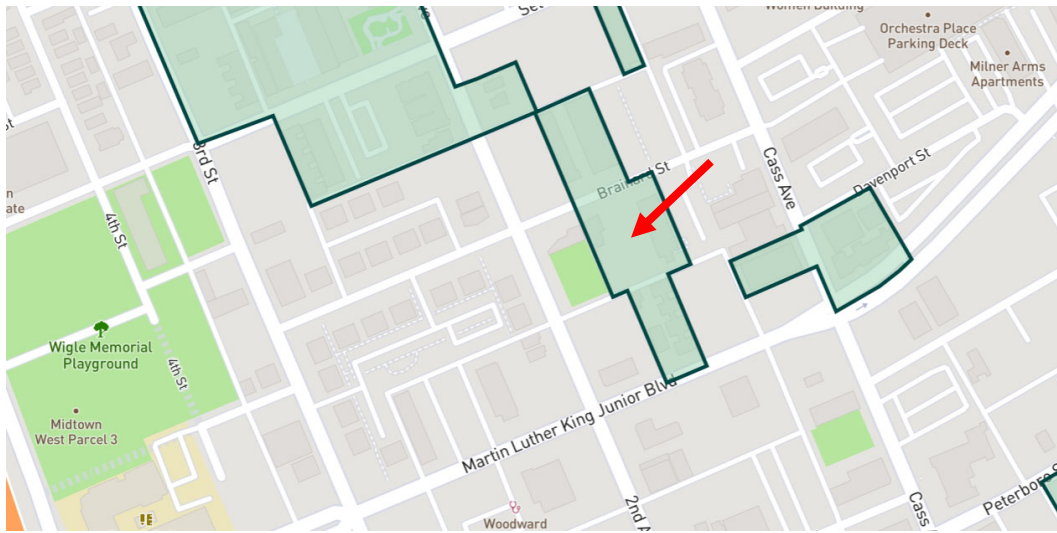 Women Building
Orchestra Place
Parking Deck
Milner Arms
Apartments
3rd St
Cass Ave
Brainard St
Davenport St
4th St
Wigle Memorial
Playground
4th St
Midtown
West Parcel 3
Martin Luther King Junior Blvd
2nd A
Cass
Peterboro
Woodward